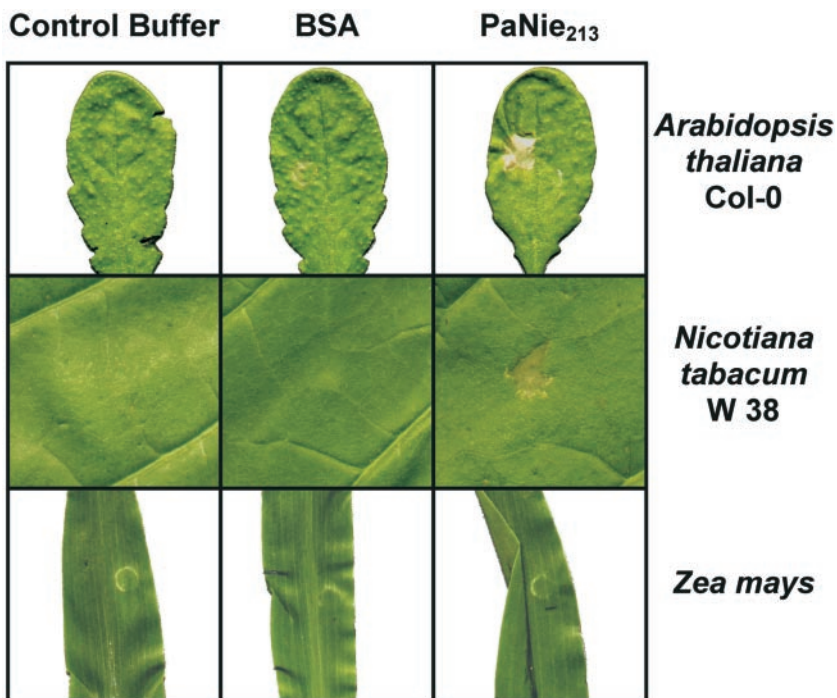 Control Buffer BSA PaNie₂₁₃
Arabidopsis
thaliana
Col-0
Nicotiana
tabacum
W 38
Zea mays